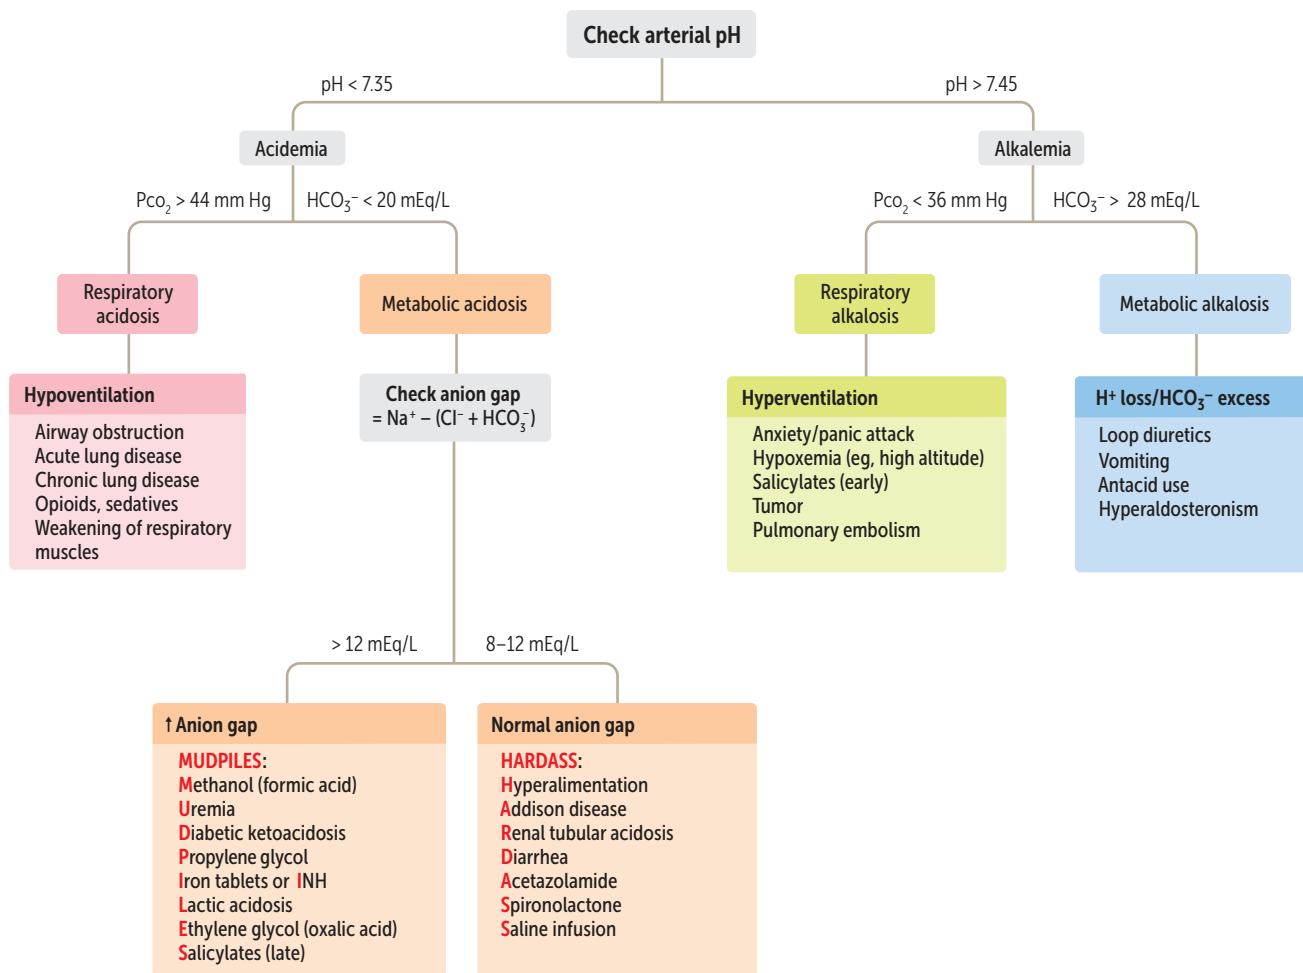 Check arterial pH
pH < 7.35
pH > 7.45
Acidemia
Alkalemia
Pco₂ > 44 mm Hg
HCO₃⁻ < 20 mEq/L
Pco₂ < 36 mm Hg
HCO₃⁻ > 28 mEq/L
Respiratory
acidosis
Metabolic acidosis
Respiratory
alkalosis
Metabolic alkalosis
Hypoventilation
Airway obstruction
Acute lung disease
Chronic lung disease
Opioids, sedatives
Weakening of respiratory
muscles
Check anion gap
= Na⁺ – (Cl⁻ + HCO₃⁻)
Hyperventilation
Anxiety/panic attack
Hypoxemia (eg, high altitude)
Salicylates (early)
Tumor
Pulmonary embolism
H⁺ loss/HCO₃⁻ excess
Loop diuretics
Vomiting
Antacid use
Hyperaldosteronism
> 12 mEq/L
8–12 mEq/L
↑ Anion gap
MUDPILES:
Methanol (formic acid)
Uremia
Diabetic ketoacidosis
Propylene glycol
Iron tablets or INH
Lactic acidosis
Ethylene glycol (oxalic acid)
Salicylates (late)
Normal anion gap
HARDASS:
Hyperalimentation
Addison disease
Renal tubular acidosis
Diarrhea
Acetazolamide
Spironolactone
Saline infusion